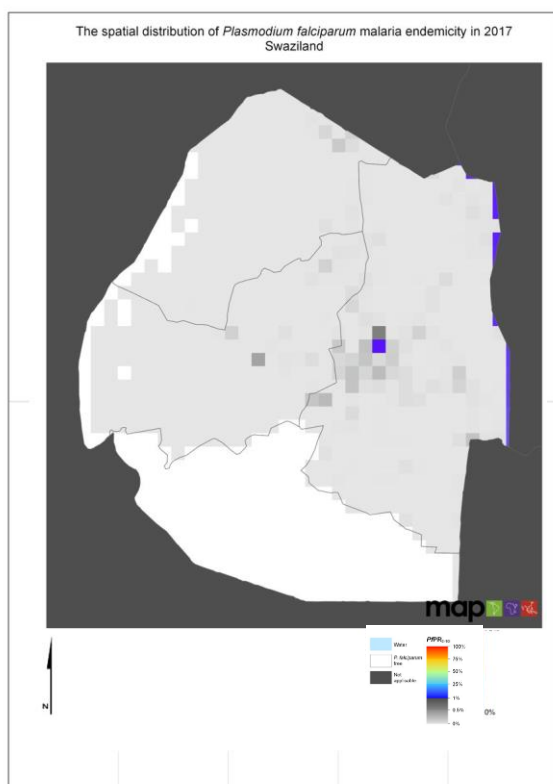 The spatial distribution of Plasmodium falciparum malaria endemicity in 2017
Swaziland
map
N
Water
P. falciparum
free
Not
applicable
100%
75%
50%
25%
1%
0.5%
0%
0%